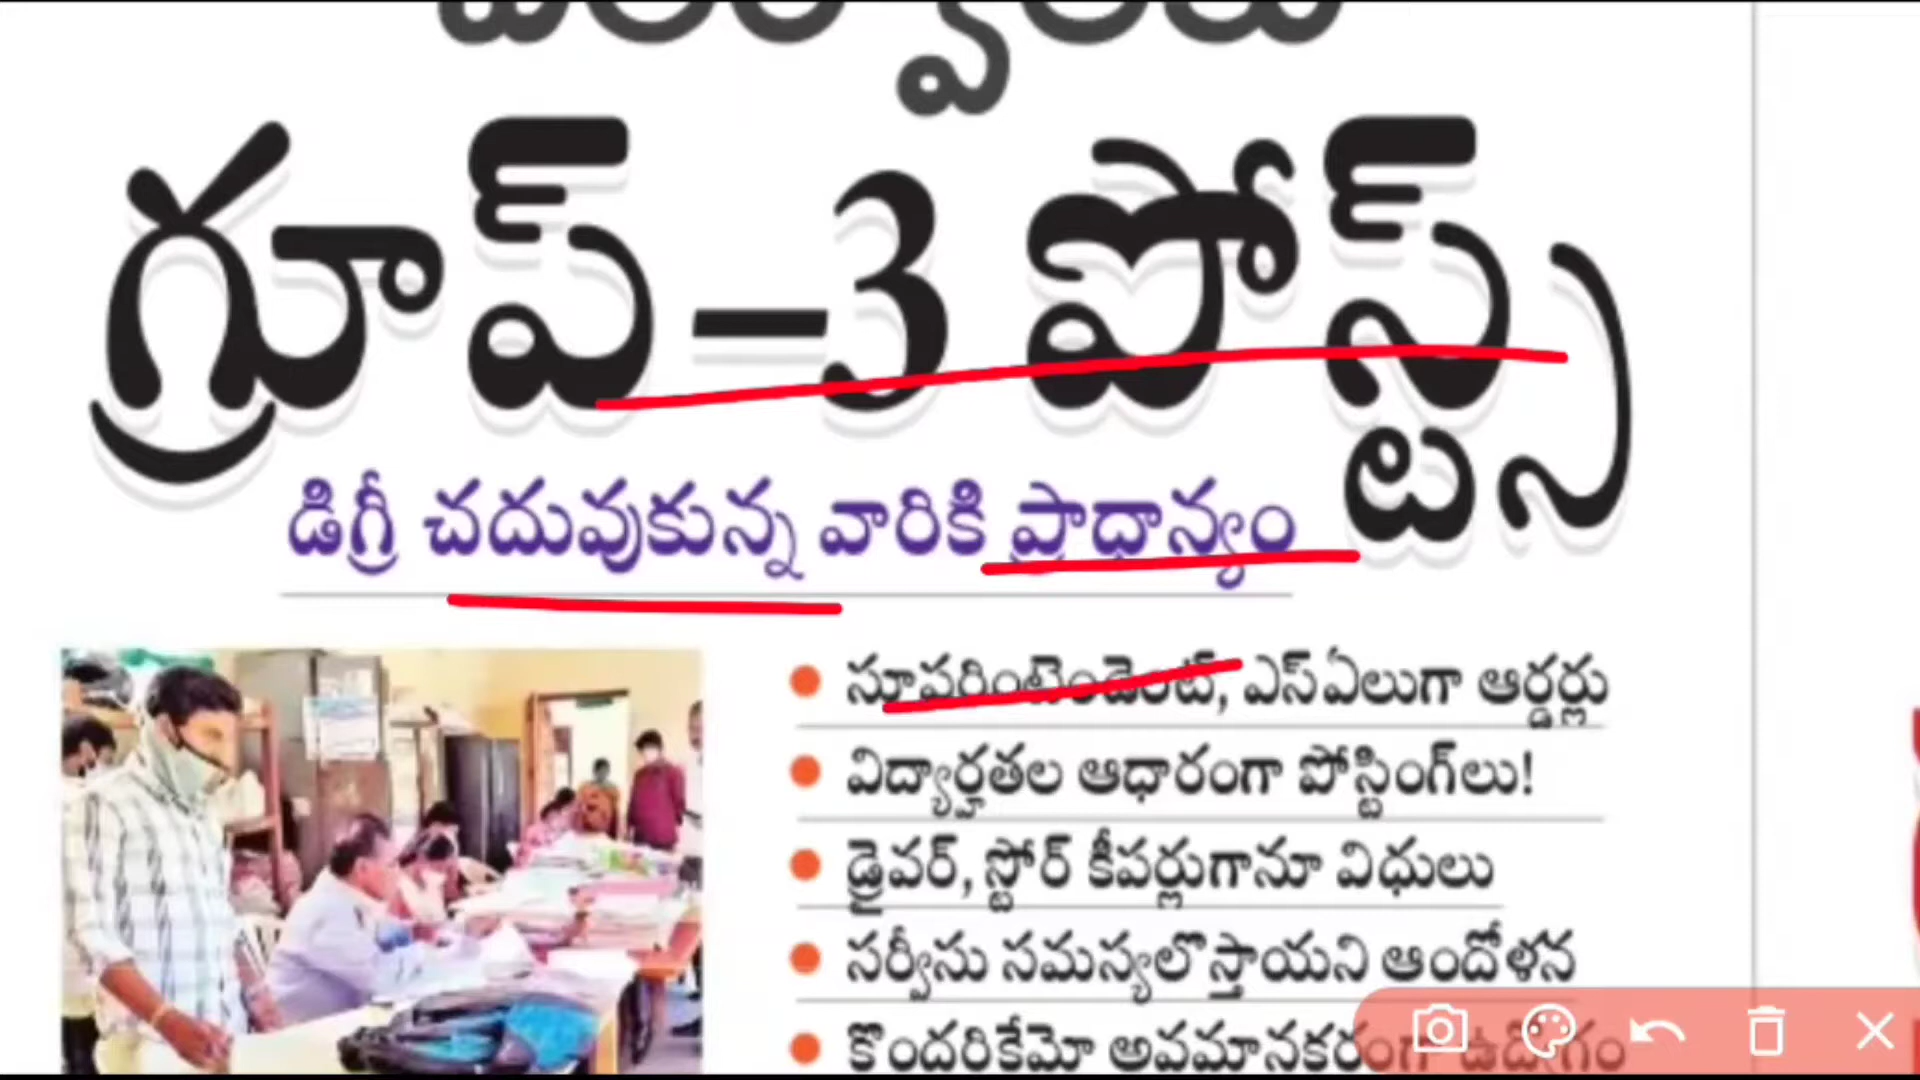 గ్రూప్–3 పోస్ట్స్
డిగ్రీ చదువుకున్న వారికి ప్రాధాన్యం
● సూపరింటెండెంట్, ఎస్ఏలుగా ఆర్డర్లు
● విద్యార్హతల ఆధారంగా పోస్టింగ్‌లు!
● డ్రైవర్, స్టోర్ కీపర్లుగానూ విధులు
● సర్వీసు సమస్యలొస్తాయని ఆందోళన
● కొందరికేమో అవమానకరంగా ఉద్యోగం